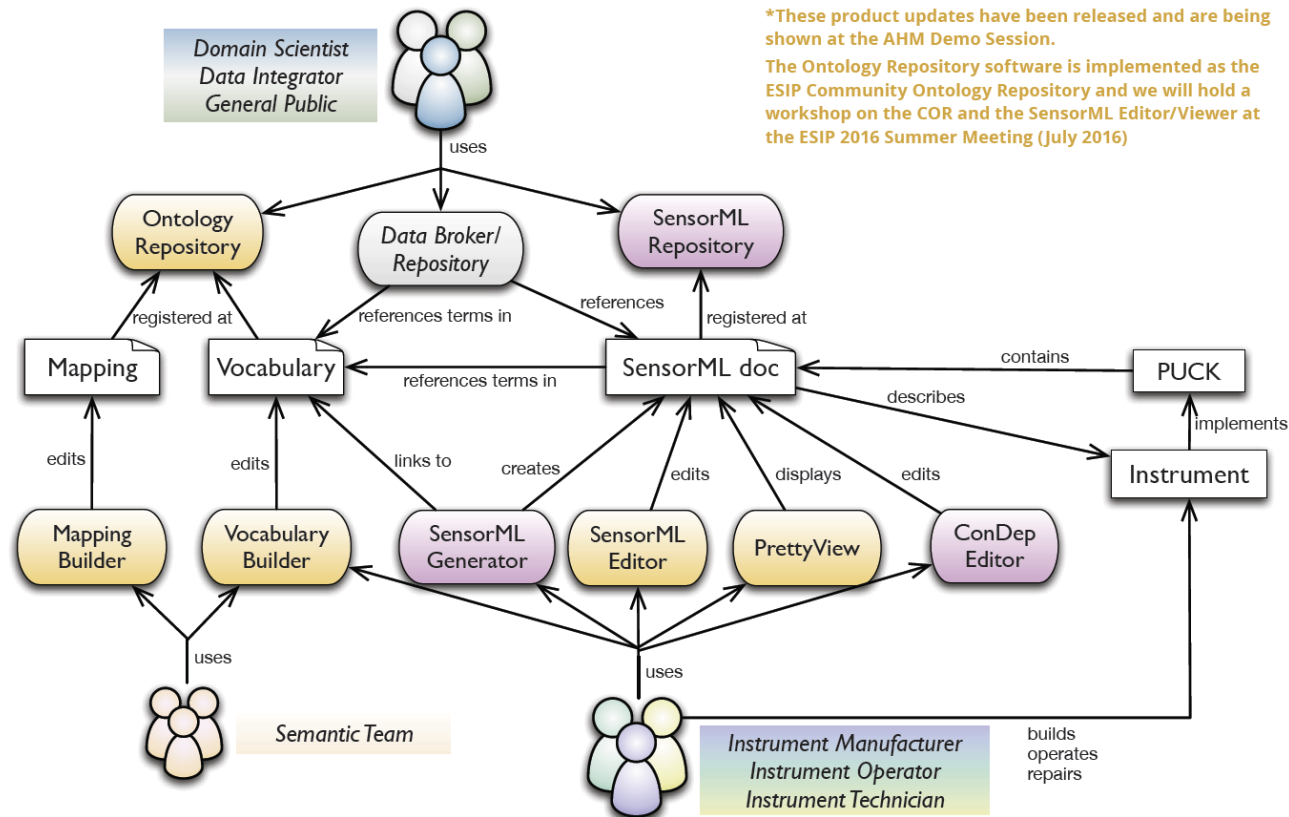 *These product updates have been released and are being
shown at the AHM Demo Session.
The Ontology Repository software is implemented as the
ESIP Community Ontology Repository and we will hold a
workshop on the COR and the SensorML Editor/Viewer at
the ESIP 2016 Summer Meeting (July 2016)
Domain Scientist
Data Integrator
General Public
uses
Ontology
Repository
Data Broker/
Repository
SensorML
Repository
registered at
references terms in
references
registered at
Mapping
Vocabulary
references terms in
SensorML doc
contains
PUCK
describes
implements
Instrument
edits
edits
links to
creates
edits
displays
edits
Mapping
Builder
Vocabulary
Builder
SensorML
Generator
SensorML
Editor
PrettyView
ConDep
Editor
uses
uses
Semantic Team
Instrument Manufacturer
Instrument Operator
Instrument Technician
builds
operates
repairs